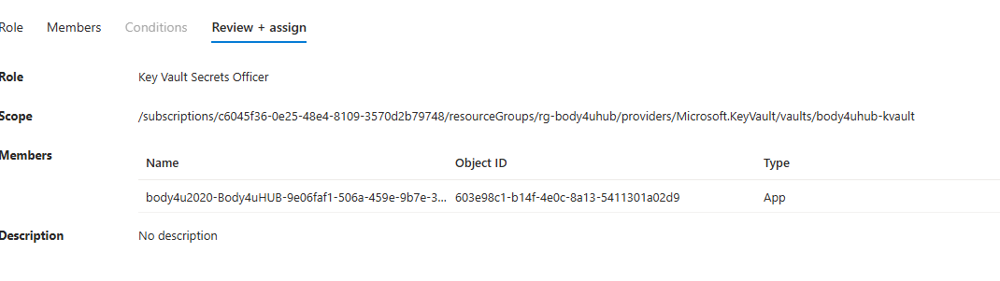 Role Members Conditions Review + assign
Role Key Vault Secrets Officer
Scope /subscriptions/c6045f36-0e25-48e4-8109-3570d2b79748/resourceGroups/rg-body4uhub/providers/Microsoft.KeyVault/vaults/body4uhub-kvault
Members Name Object ID Type
body4u2020-Body4uHUB-9e06faf1-506a-459e-9b7e-3... 603e98c1-b14f-4e0c-8a13-5411301a02d9 App
Description No description